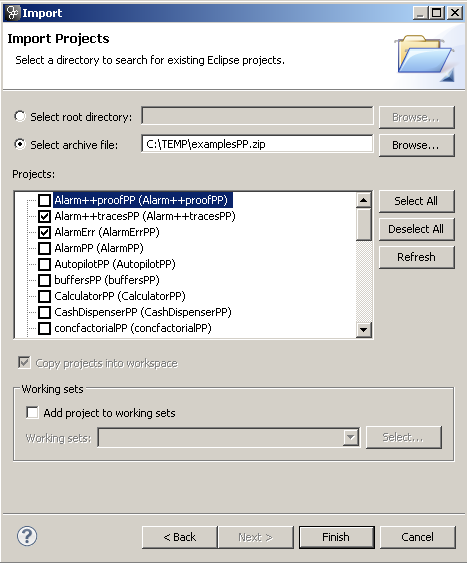 Import
Import Projects
Select a directory to search for existing Eclipse projects.
Select root directory: Browse...
Select archive file: C:\TEMP\examplesPP.zip Browse...
Projects:
Alarm++proofPP (Alarm++proofPP) Select All
Alarm++tracesPP (Alarm++tracesPP)
AlarmErr (AlarmErrPP) Deselect All
AlarmPP (AlarmPP) Refresh
AutopilotPP (AutopilotPP)
buffersPP (buffersPP)
CalculatorPP (CalculatorPP)
CashDispenserPP (CashDispenserPP)
concfactorialPP (concfactorialPP)
Copy projects into workspace
Working sets
Add project to working sets
Working sets: Select...
? < Back Next > Finish Cancel